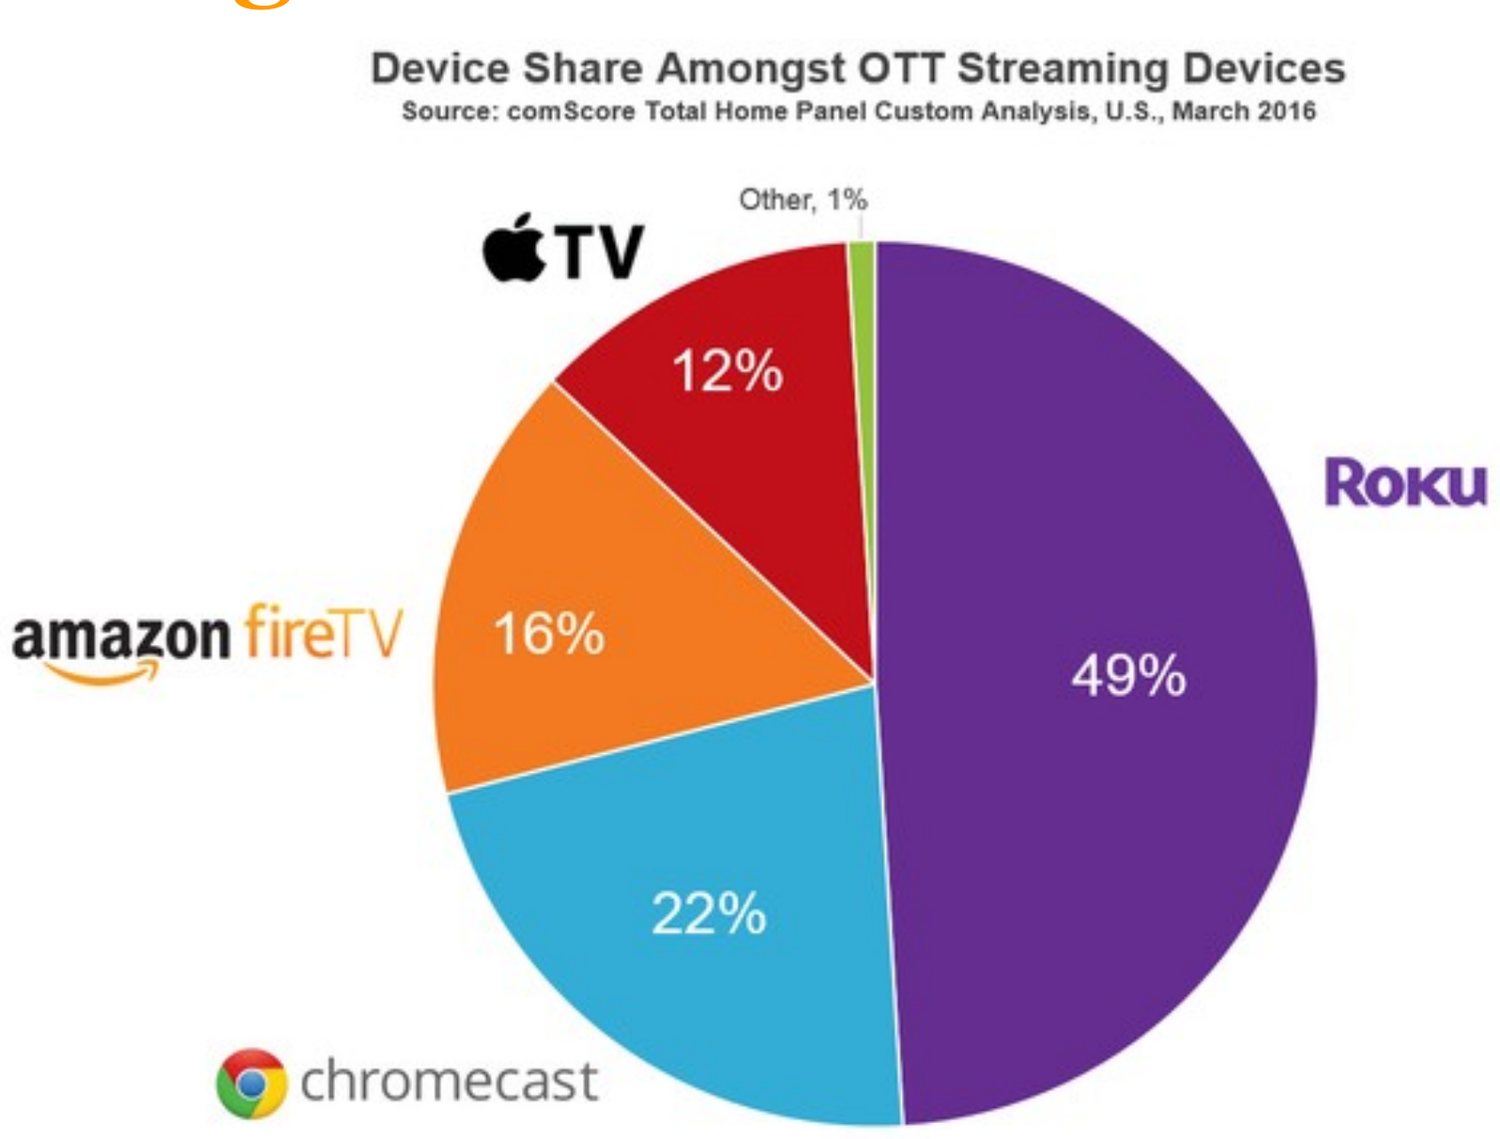 Device Share Amongst OTT Streaming Devices
Source: comScore Total Home Panel Custom Analysis, U.S., March 2016
Other, 1%
TV
12%
Roku
amazon fireTV
16%
49%
22%
chromecast